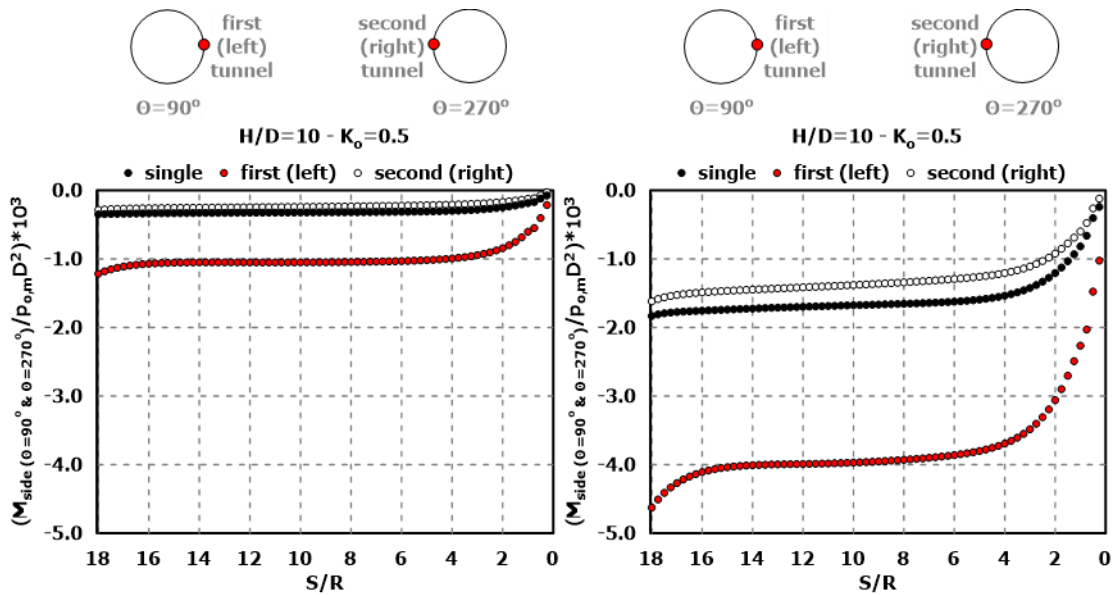 first
(left)
tunnel
second
(right)
tunnel
Θ=90°
Θ=270°
H/D=10 - Ko=0.5
single first (left) second (right)
0.0
-1.0
-2.0
-3.0
-4.0
-5.0
(Mside (θ=90° & θ=270°)/po,mD²)*10³
18 16 14 12 10 8 6 4 2 0
S/R
first
(left)
tunnel
second
(right)
tunnel
Θ=90°
Θ=270°
H/D=10 - Ko=0.5
single first (left) second (right)
0.0
-1.0
-2.0
-3.0
-4.0
-5.0
(Mside (θ=90° & θ=270°)/po,mD²)*10³
18 16 14 12 10 8 6 4 2 0
S/R